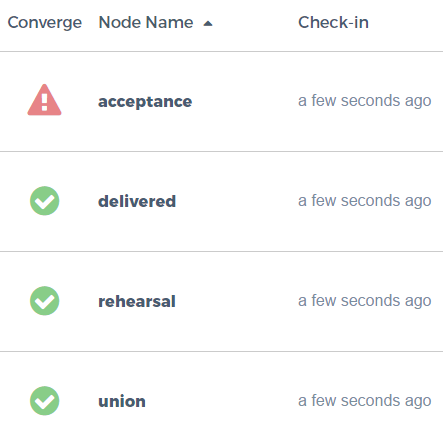 Converge Node Name Check-in
acceptance a few seconds ago
delivered a few seconds ago
rehearsal a few seconds ago
union a few seconds ago